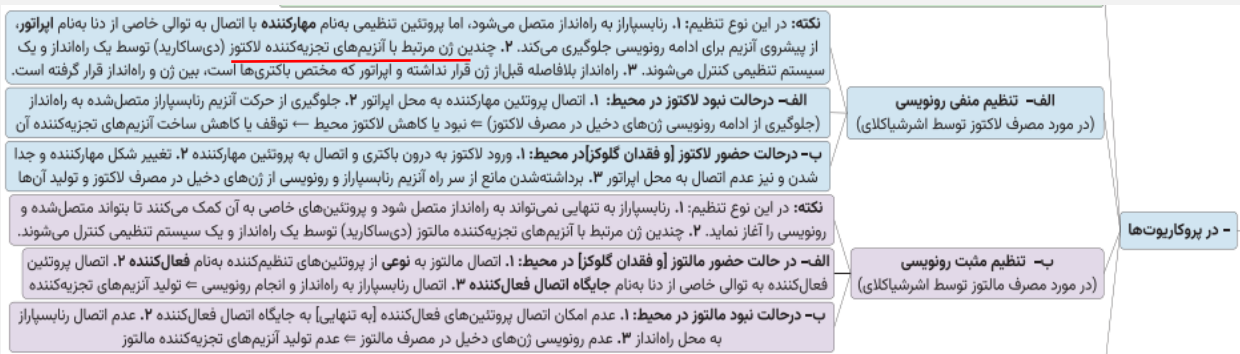 - در پروکاریوت‌ها
الف- تنظیم منفی رونویسی
(در مورد مصرف لاکتوز توسط اشرشیاکلای)
نکته: در این نوع تنظیم: ۱. رنابسپاراز به راه‌انداز متصل می‌شود، اما پروتئین تنظیمی به‌نام مهارکننده با اتصال به توالی خاصی از دنا به‌نام اپراتور،
از پیشروی آنزیم برای ادامه رونویسی جلوگیری می‌کند. ۲. چندین ژن مرتبط با آنزیم‌های تجزیه‌کننده لاکتوز (دی‌ساکارید) توسط یک راه‌انداز و یک
سیستم تنظیمی کنترل می‌شوند. ۳. راه‌انداز بلافاصله قبل‌از ژن قرار نداشته و اپراتور که مختص باکتری‌ها است، بین ژن و راه‌انداز قرار گرفته است.
الف- درحالت نبود لاکتوز در محیط: ۱. اتصال پروتئین مهارکننده به محل اپراتور ۲. جلوگیری از حرکت آنزیم رنابسپاراز متصل‌شده به راه‌انداز
(جلوگیری از ادامه رونویسی ژن‌های دخیل در مصرف لاکتوز) ⇐ نبود یا کاهش لاکتوز محیط ← توقف یا کاهش ساخت آنزیم‌های تجزیه‌کننده آن
ب- درحالت حضور لاکتوز [و فقدان گلوکز]در محیط: ۱. ورود لاکتوز به درون باکتری و اتصال به پروتئین مهارکننده ۲. تغییر شکل مهارکننده و جدا
شدن و نیز عدم اتصال به محل اپراتور ۳. برداشته‌شدن مانع از سر راه آنزیم رنابسپاراز و رونویسی از ژن‌های دخیل در مصرف لاکتوز و تولید آن‌ها
ب- تنظیم مثبت رونویسی
(در مورد مصرف مالتوز توسط اشرشیاکلای)
نکته: در این نوع تنظیم: ۱. رنابسپاراز به تنهایی نمی‌تواند به راه‌انداز متصل شود و پروتئین‌های خاصی به آن کمک می‌کنند تا بتواند متصل‌شده و
رونویسی را آغاز نماید. ۲. چندین ژن مرتبط با آنزیم‌های تجزیه‌کننده مالتوز (دی‌ساکارید) توسط یک راه‌انداز و یک سیستم تنظیمی کنترل می‌شوند.
الف- در حالت حضور مالتوز [و فقدان گلوکز] در محیط: ۱. اتصال مالتوز به نوعی از پروتئین‌های تنظیم‌کننده به‌نام فعال‌کننده ۲. اتصال پروتئین
فعال‌کننده به توالی خاصی از دنا به‌نام جایگاه اتصال فعال‌کننده ۳. اتصال رنابسپاراز به راه‌انداز و انجام رونویسی ⇐ تولید آنزیم‌های تجزیه‌کننده
ب- درحالت نبود مالتوز در محیط: ۱. عدم امکان اتصال پروتئین‌های فعال‌کننده [به تنهایی] به جایگاه اتصال فعال‌کننده ۲. عدم اتصال رنابسپاراز
به محل راه‌انداز ۳. عدم رونویسی ژن‌های دخیل در مصرف مالتوز ⇐ عدم تولید آنزیم‌های تجزیه‌کننده مالتوز